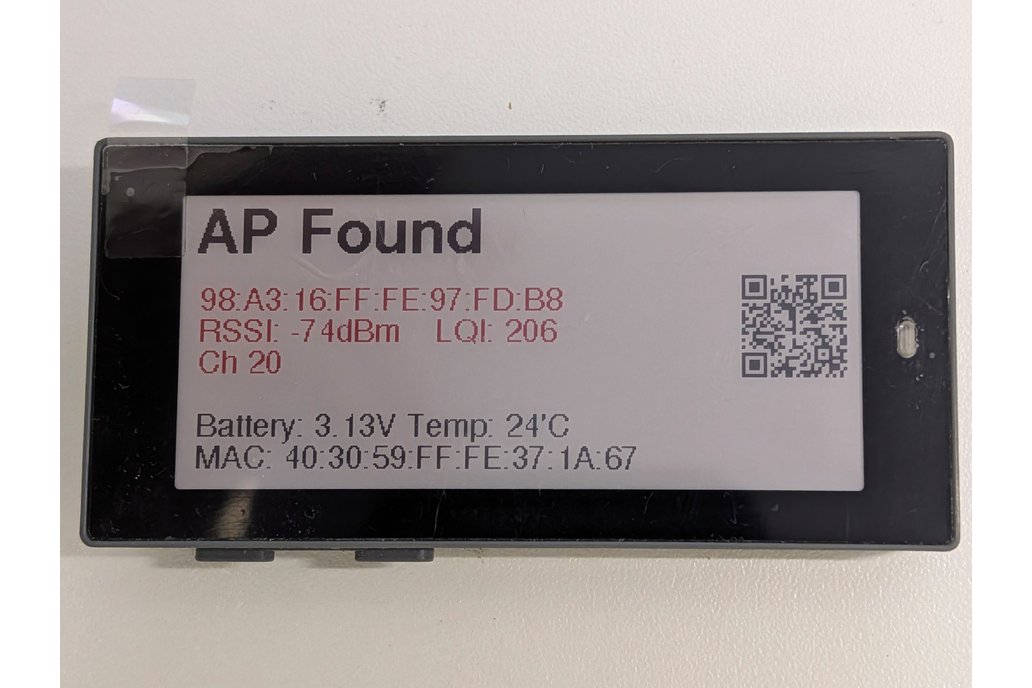 AP Found
98:A3:16:FF:FE:97:FD:B8
RSSI: -74dBm LQI: 206
Ch 20
Battery: 3.13V Temp: 24'C
MAC: 40:30:59:FF:FE:37:1A:67